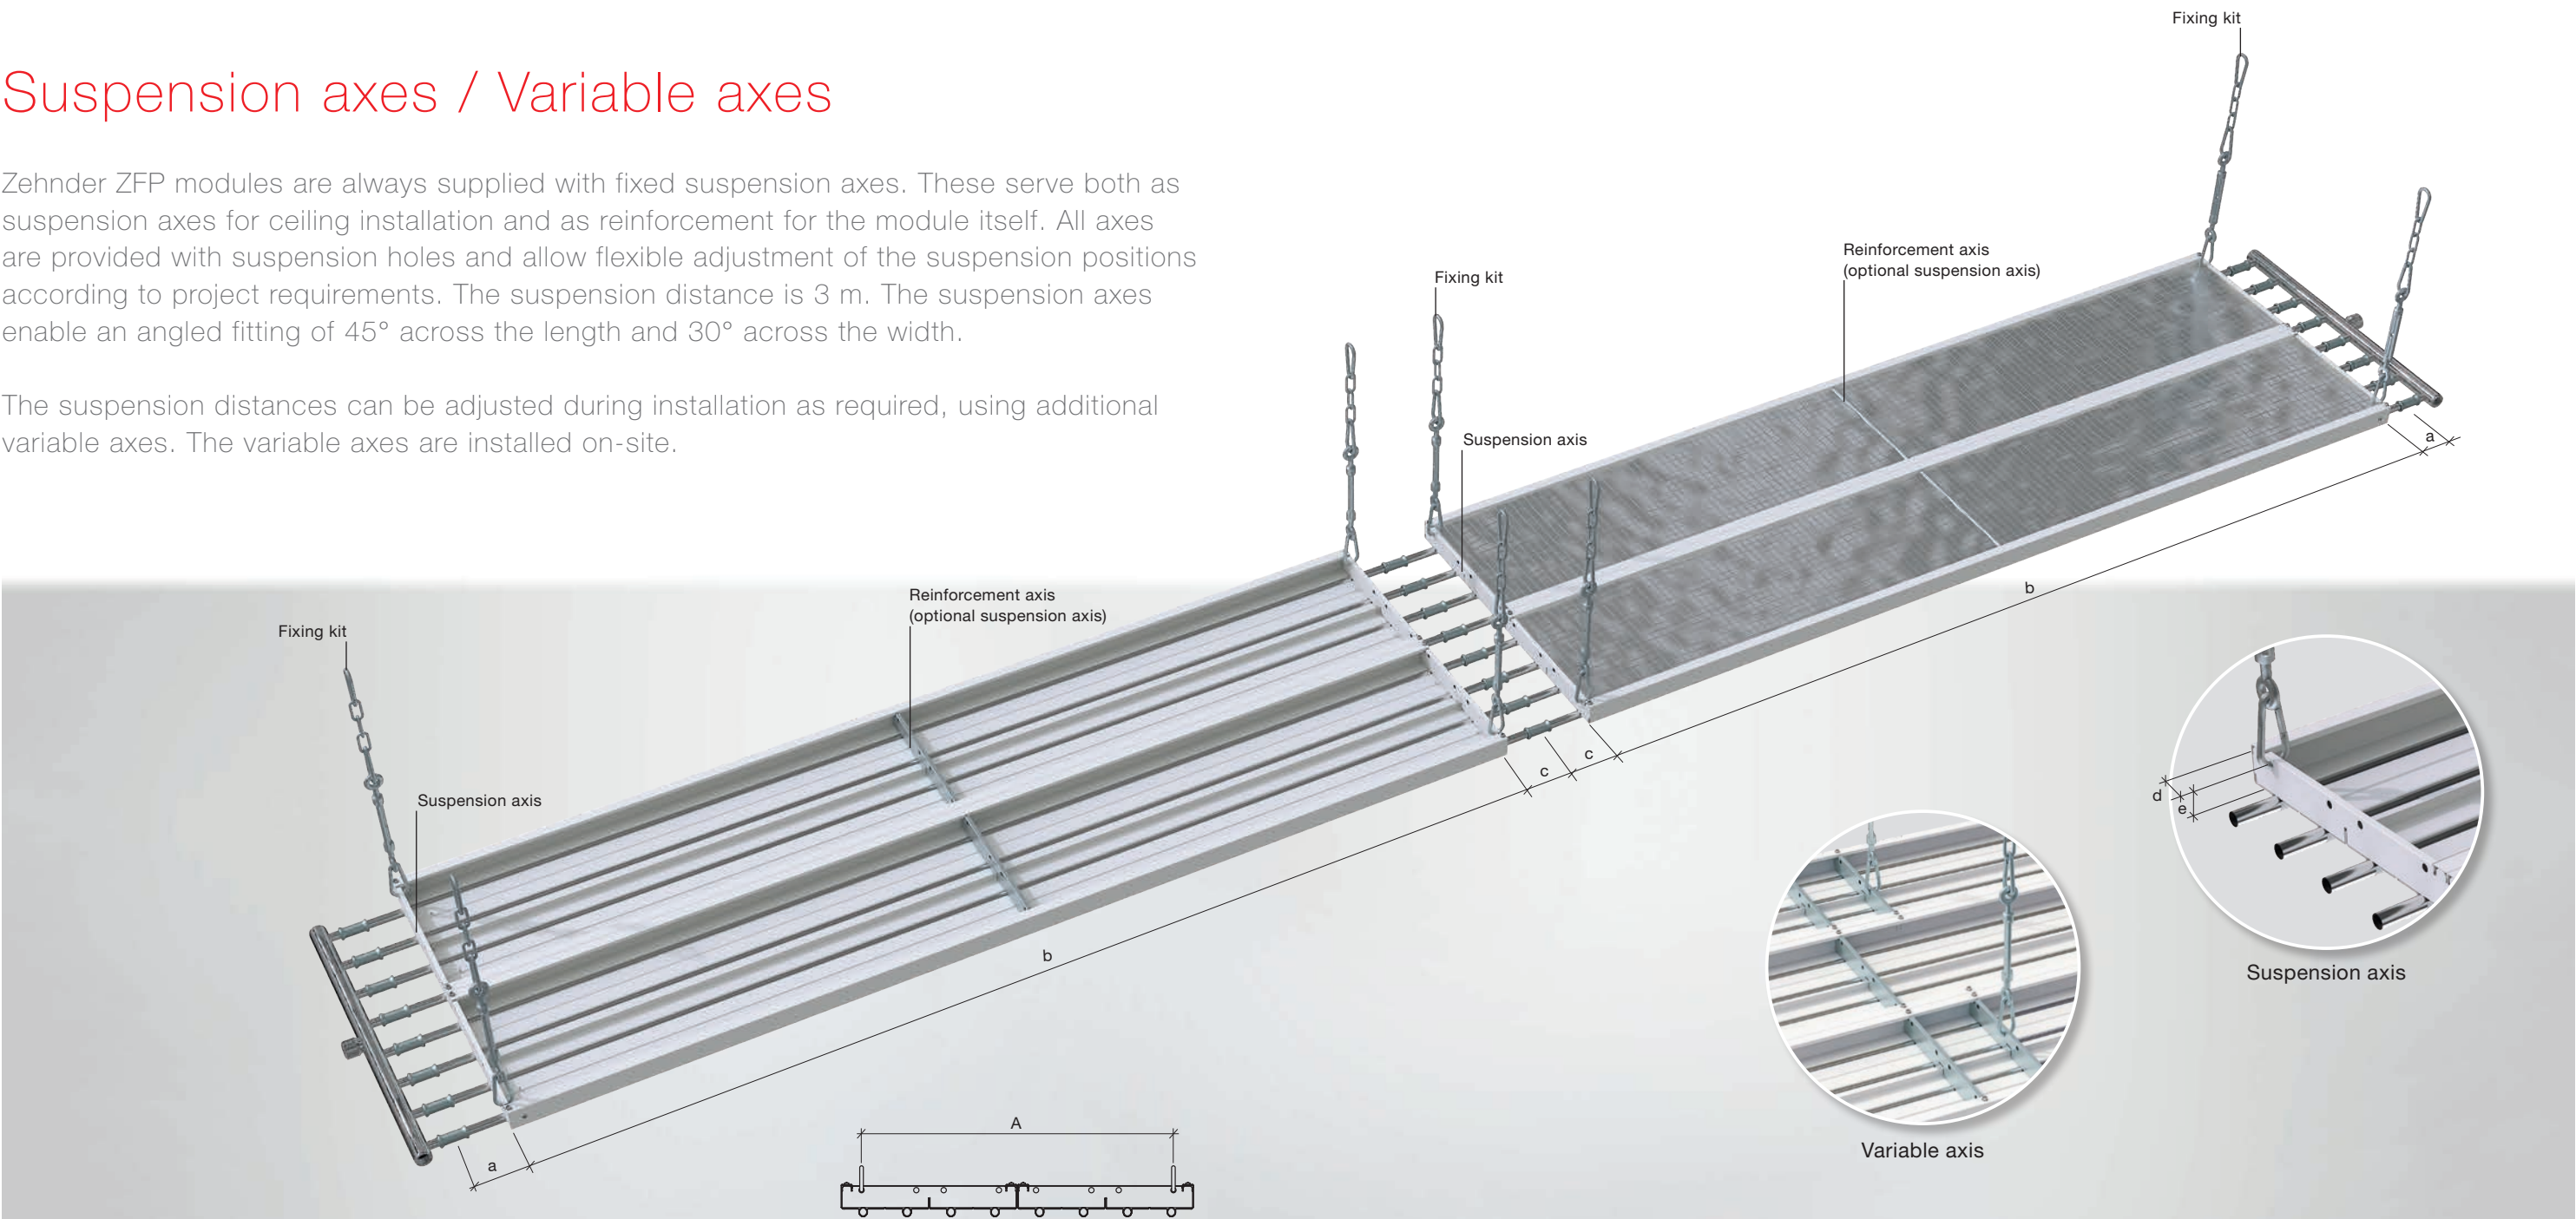 Fixing kit
Suspension axes / Variable axes
Zehnder ZFP modules are always supplied with fixed suspension axes. These serve both as
suspension axes for ceiling installation and as reinforcement for the module itself. All axes
are provided with suspension holes and allow flexible adjustment of the suspension positions
according to project requirements. The suspension distance is 3 m. The suspension axes
enable an angled fitting of 45° across the length and 30° across the width.
The suspension distances can be adjusted during installation as required, using additional
variable axes. The variable axes are installed on-site.
Reinforcement axis
(optional suspension axis)
Fixing kit
Suspension axis
a
b
Reinforcement axis
(optional suspension axis)
Fixing kit
c
c
d
e
Suspension axis
b
Suspension axis
A
Variable axis
a